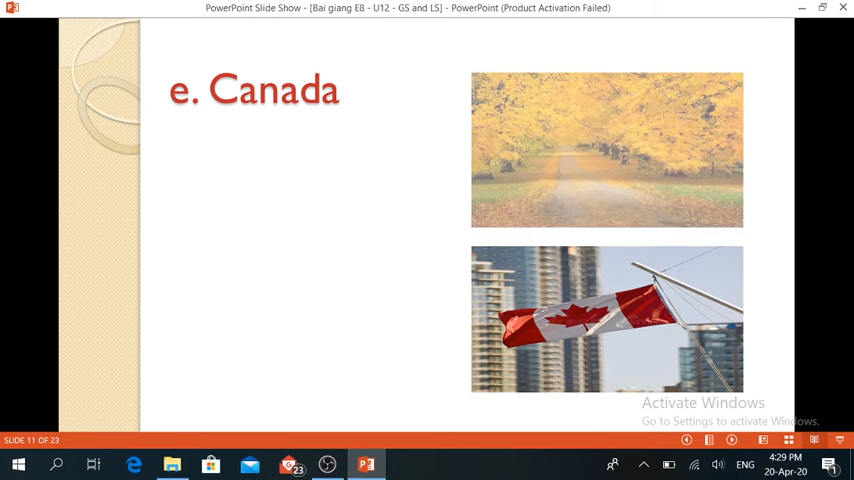 PowerPoint Slide Show - [Bai giang E8 - U12 - GS and LS] - PowerPoint (Product Activation Failed)
e. Canada
Activate Windows
Go to Settings to activate Windows.
SLIDE 11 OF 23
23
ENG
4:29 PM
20-Apr-20
1